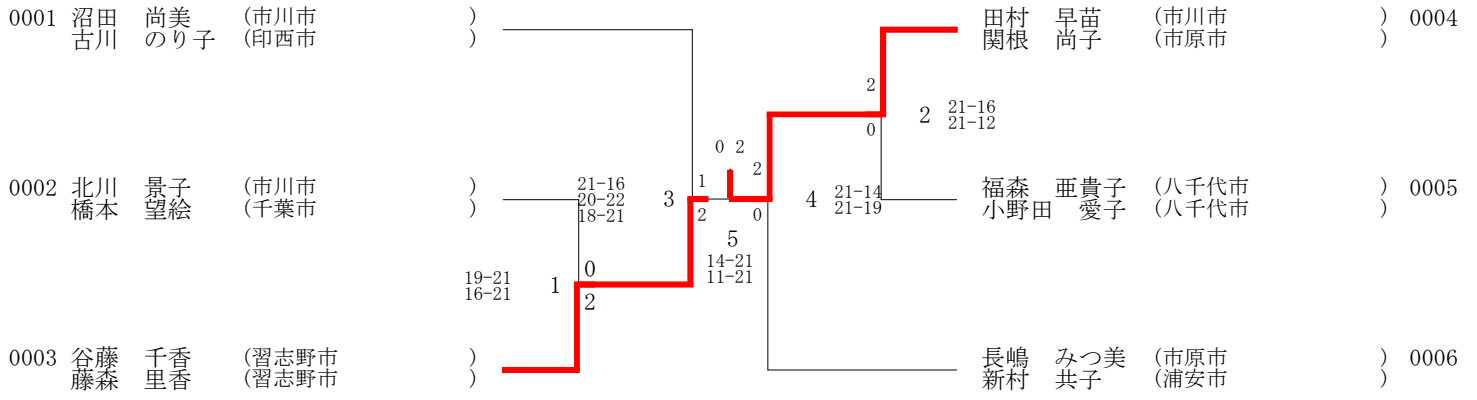 0001 沼田 尚美 (市川市 )
古川 のり子 (印西市 )
田村 早苗 (市川市 ) 0004
関根 尚子 (市原市 )
2
0
2 21-16
21-12
0 2
0002 北川 景子 (市川市 )
橋本 望絵 (千葉市 )
21-16
20-22
18-21
3
1
2
2
0
4 21-14
21-19
福森 亜貴子 (八千代市 ) 0005
小野田 愛子 (八千代市 )
5
14-21
11-21
19-21
16-21
1
0
2
0003 谷藤 千香 (習志野市 )
藤森 里香 (習志野市 )
長嶋 みつ美 (市原市 ) 0006
新村 共子 (浦安市 )